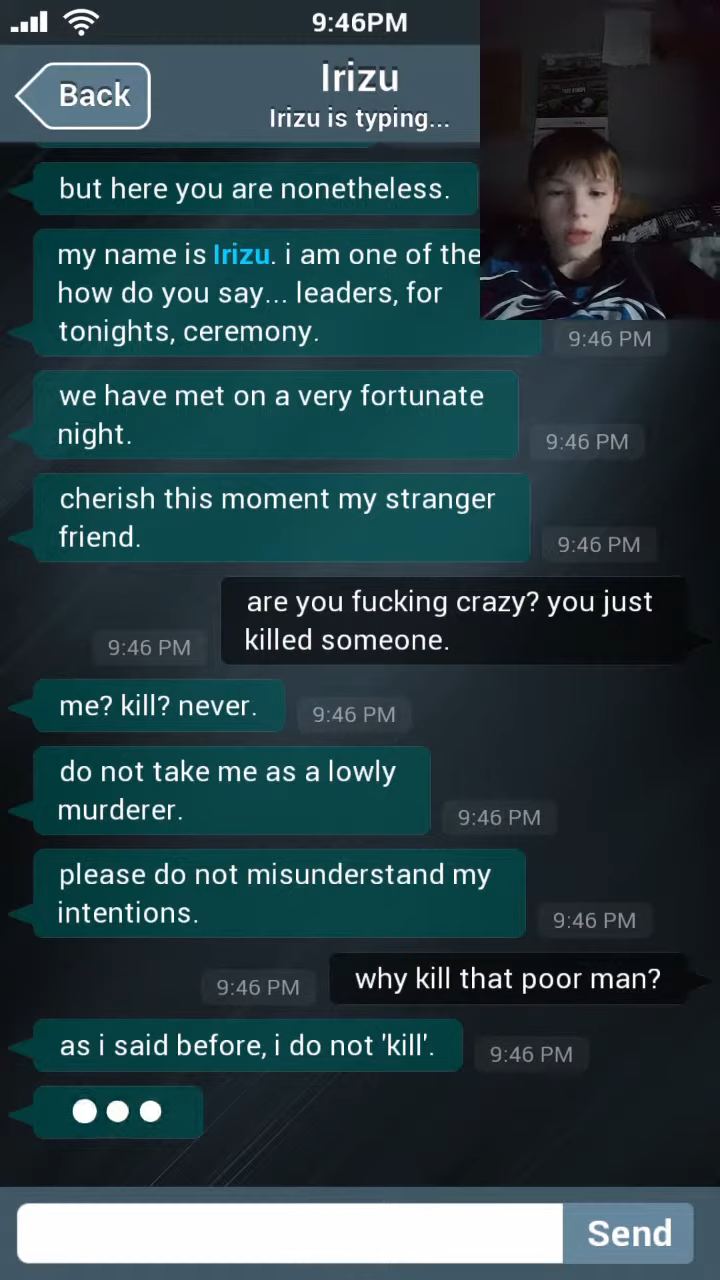 9:46PM
Back
Irizu
Irizu is typing...
but here you are nonetheless.
my name is Irizu. i am one of the
how do you say... leaders, for
tonights, ceremony.
9:46 PM
we have met on a very fortunate
night.
9:46 PM
cherish this moment my stranger
friend.
9:46 PM
are you fucking crazy? you just
killed someone.
9:46 PM
me? kill? never.
9:46 PM
do not take me as a lowly
murderer.
9:46 PM
please do not misunderstand my
intentions.
9:46 PM
why kill that poor man?
9:46 PM
as i said before, i do not 'kill'.
9:46 PM
Send